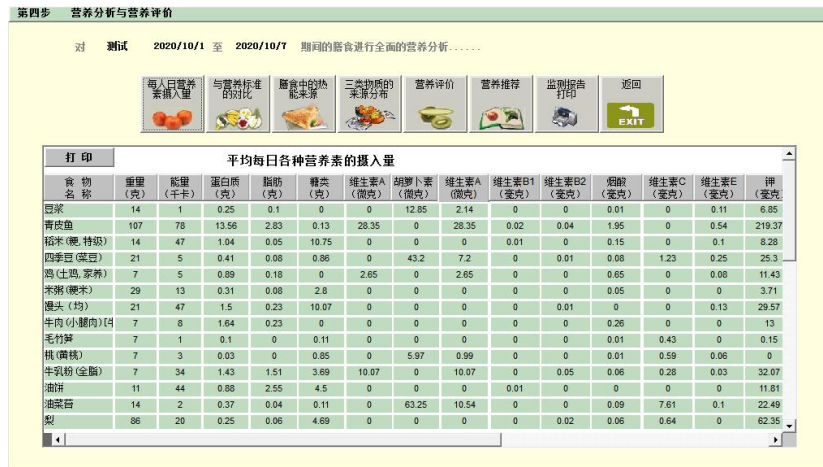 第四步 营养分析与营养评价
对 测试 2020/10/1 至 2020/10/7 期间的膳食进行全面的营养分析......
每人日营养 与营养标准 膳食中的热 三类物质的 营养评价 营养推荐 监测报告 返回
素摄入量 的对比 能来源 来源分布 打印
EXIT
打 印 平均每日各种营养素的摄入量
食 物 重量 能量 蛋白质 脂肪 糖类 维生素A 胡萝卜素 维生素A 维生素B1 维生素B2 烟酸 维生素C 维生素E 钾
名 称 (克) (千卡) (克) (克) (克) (微克) (微克) (微克) (毫克) (毫克) (毫克) (毫克) (毫克) (毫克
豆浆 14 1 0.25 0.1 0 0 12.85 2.14 0 0 0.01 0 0.11 6.85
青皮鱼 107 78 13.56 2.83 0.13 28.35 0 28.35 0.02 0.04 1.95 0 0.54 219.37
稻米(粳,特级) 14 47 1.04 0.05 10.75 0 0 0 0.01 0 0.15 0 0.1 8.28
四季豆(菜豆) 21 5 0.41 0.08 0.86 0 43.2 7.2 0 0.01 0.08 1.23 0.25 25.3
鸡(土鸡,家养) 7 5 0.89 0.18 0 2.65 0 2.65 0 0 0.65 0 0.08 11.43
米粥(粳米) 29 13 0.31 0.08 2.8 0 0 0 0 0 0.05 0 0 3.71
馒头(均) 21 47 1.5 0.23 10.07 0 0 0 0 0.01 0 0 0.13 29.57
牛肉(小腿肉)[牛 7 8 1.64 0.23 0 0 0 0 0 0 0.26 0 0 13
毛竹笋 7 1 0.1 0 0.11 0 0 0 0 0 0.01 0.43 0 0.15
桃(黄桃) 7 3 0.03 0 0.85 0 5.97 0.99 0 0 0.01 0.59 0.06 0
牛乳粉(全脂) 7 34 1.43 1.51 3.69 10.07 0 10.07 0 0.05 0.06 0.28 0.03 32.07
油饼 11 44 0.88 2.55 4.5 0 0 0 0.01 0 0 0 0 11.81
油菜苔 14 2 0.37 0.04 0.11 0 63.25 10.54 0 0 0.09 7.61 0.1 22.49
梨 86 20 0.25 0.06 4.69 0 0 0 0 0.02 0.06 0.64 0 62.35